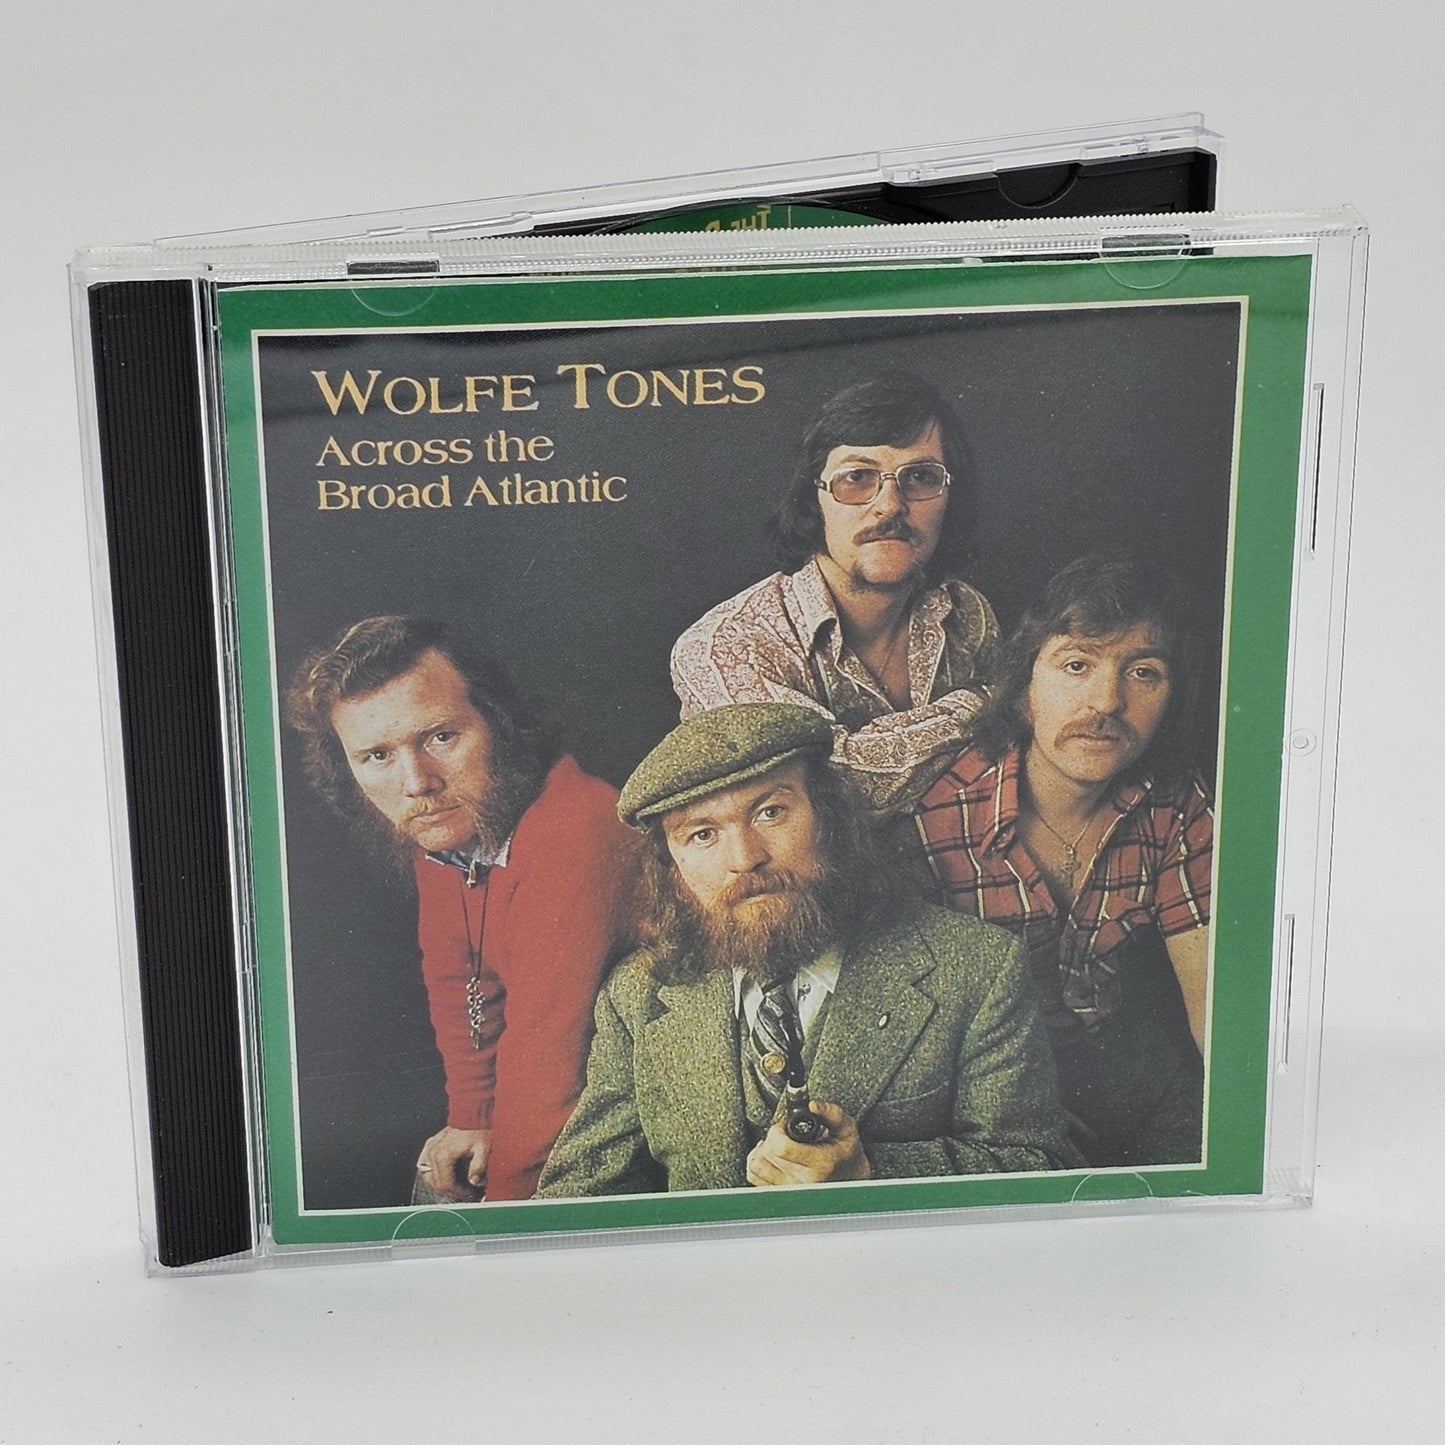 WOLFE TONES
Across the
Broad Atlantic